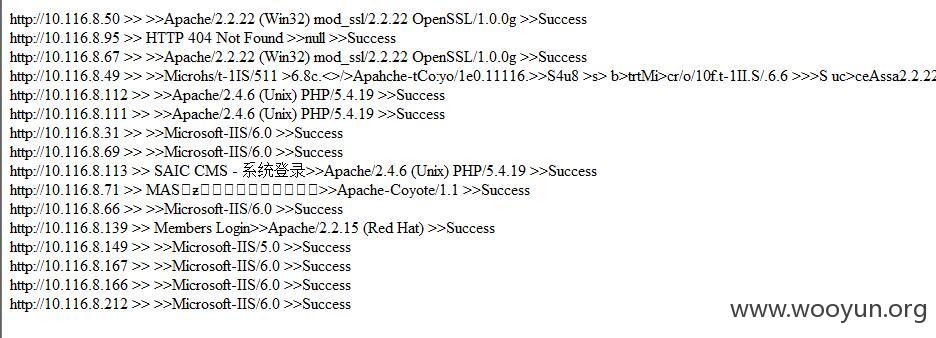 http://10.116.8.50 >> >>Apache/2.2.22 (Win32) mod_ssl/2.2.22 OpenSSL/1.0.0g >>Success
http://10.116.8.95 >> HTTP 404 Not Found >>null >>Success
http://10.116.8.67 >> >>Apache/2.2.22 (Win32) mod_ssl/2.2.22 OpenSSL/1.0.0g >>Success
http://10.116.8.49 >> >>Microhs/t-1IS/511 >6.8c.<>/>Apahche-tCo:yo/1e0.11116.>>S4u8 >s> b>trtMi>cr/o/10f.t-1II.S/.6.6 >>>S uc>ceAssa2.2.22
http://10.116.8.112 >> >>Apache/2.4.6 (Unix) PHP/5.4.19 >>Success
http://10.116.8.111 >> >>Apache/2.4.6 (Unix) PHP/5.4.19 >>Success
http://10.116.8.31 >> >>Microsoft-IIS/6.0 >>Success
http://10.116.8.69 >> >>Microsoft-IIS/6.0 >>Success
http://10.116.8.113 >> SAIC CMS - 系统登录>>Apache/2.4.6 (Unix) PHP/5.4.19 >>Success
http://10.116.8.71 >> MAS >>Apache-Coyote/1.1 >>Success
http://10.116.8.66 >> >>Microsoft-IIS/6.0 >>Success
http://10.116.8.139 >> Members Login>>Apache/2.2.15 (Red Hat) >>Success
http://10.116.8.149 >> >>Microsoft-IIS/5.0 >>Success
http://10.116.8.167 >> >>Microsoft-IIS/6.0 >>Success
http://10.116.8.166 >> >>Microsoft-IIS/6.0 >>Success
http://10.116.8.212 >> >>Microsoft-IIS/6.0 >>Success
www.wooyun.org